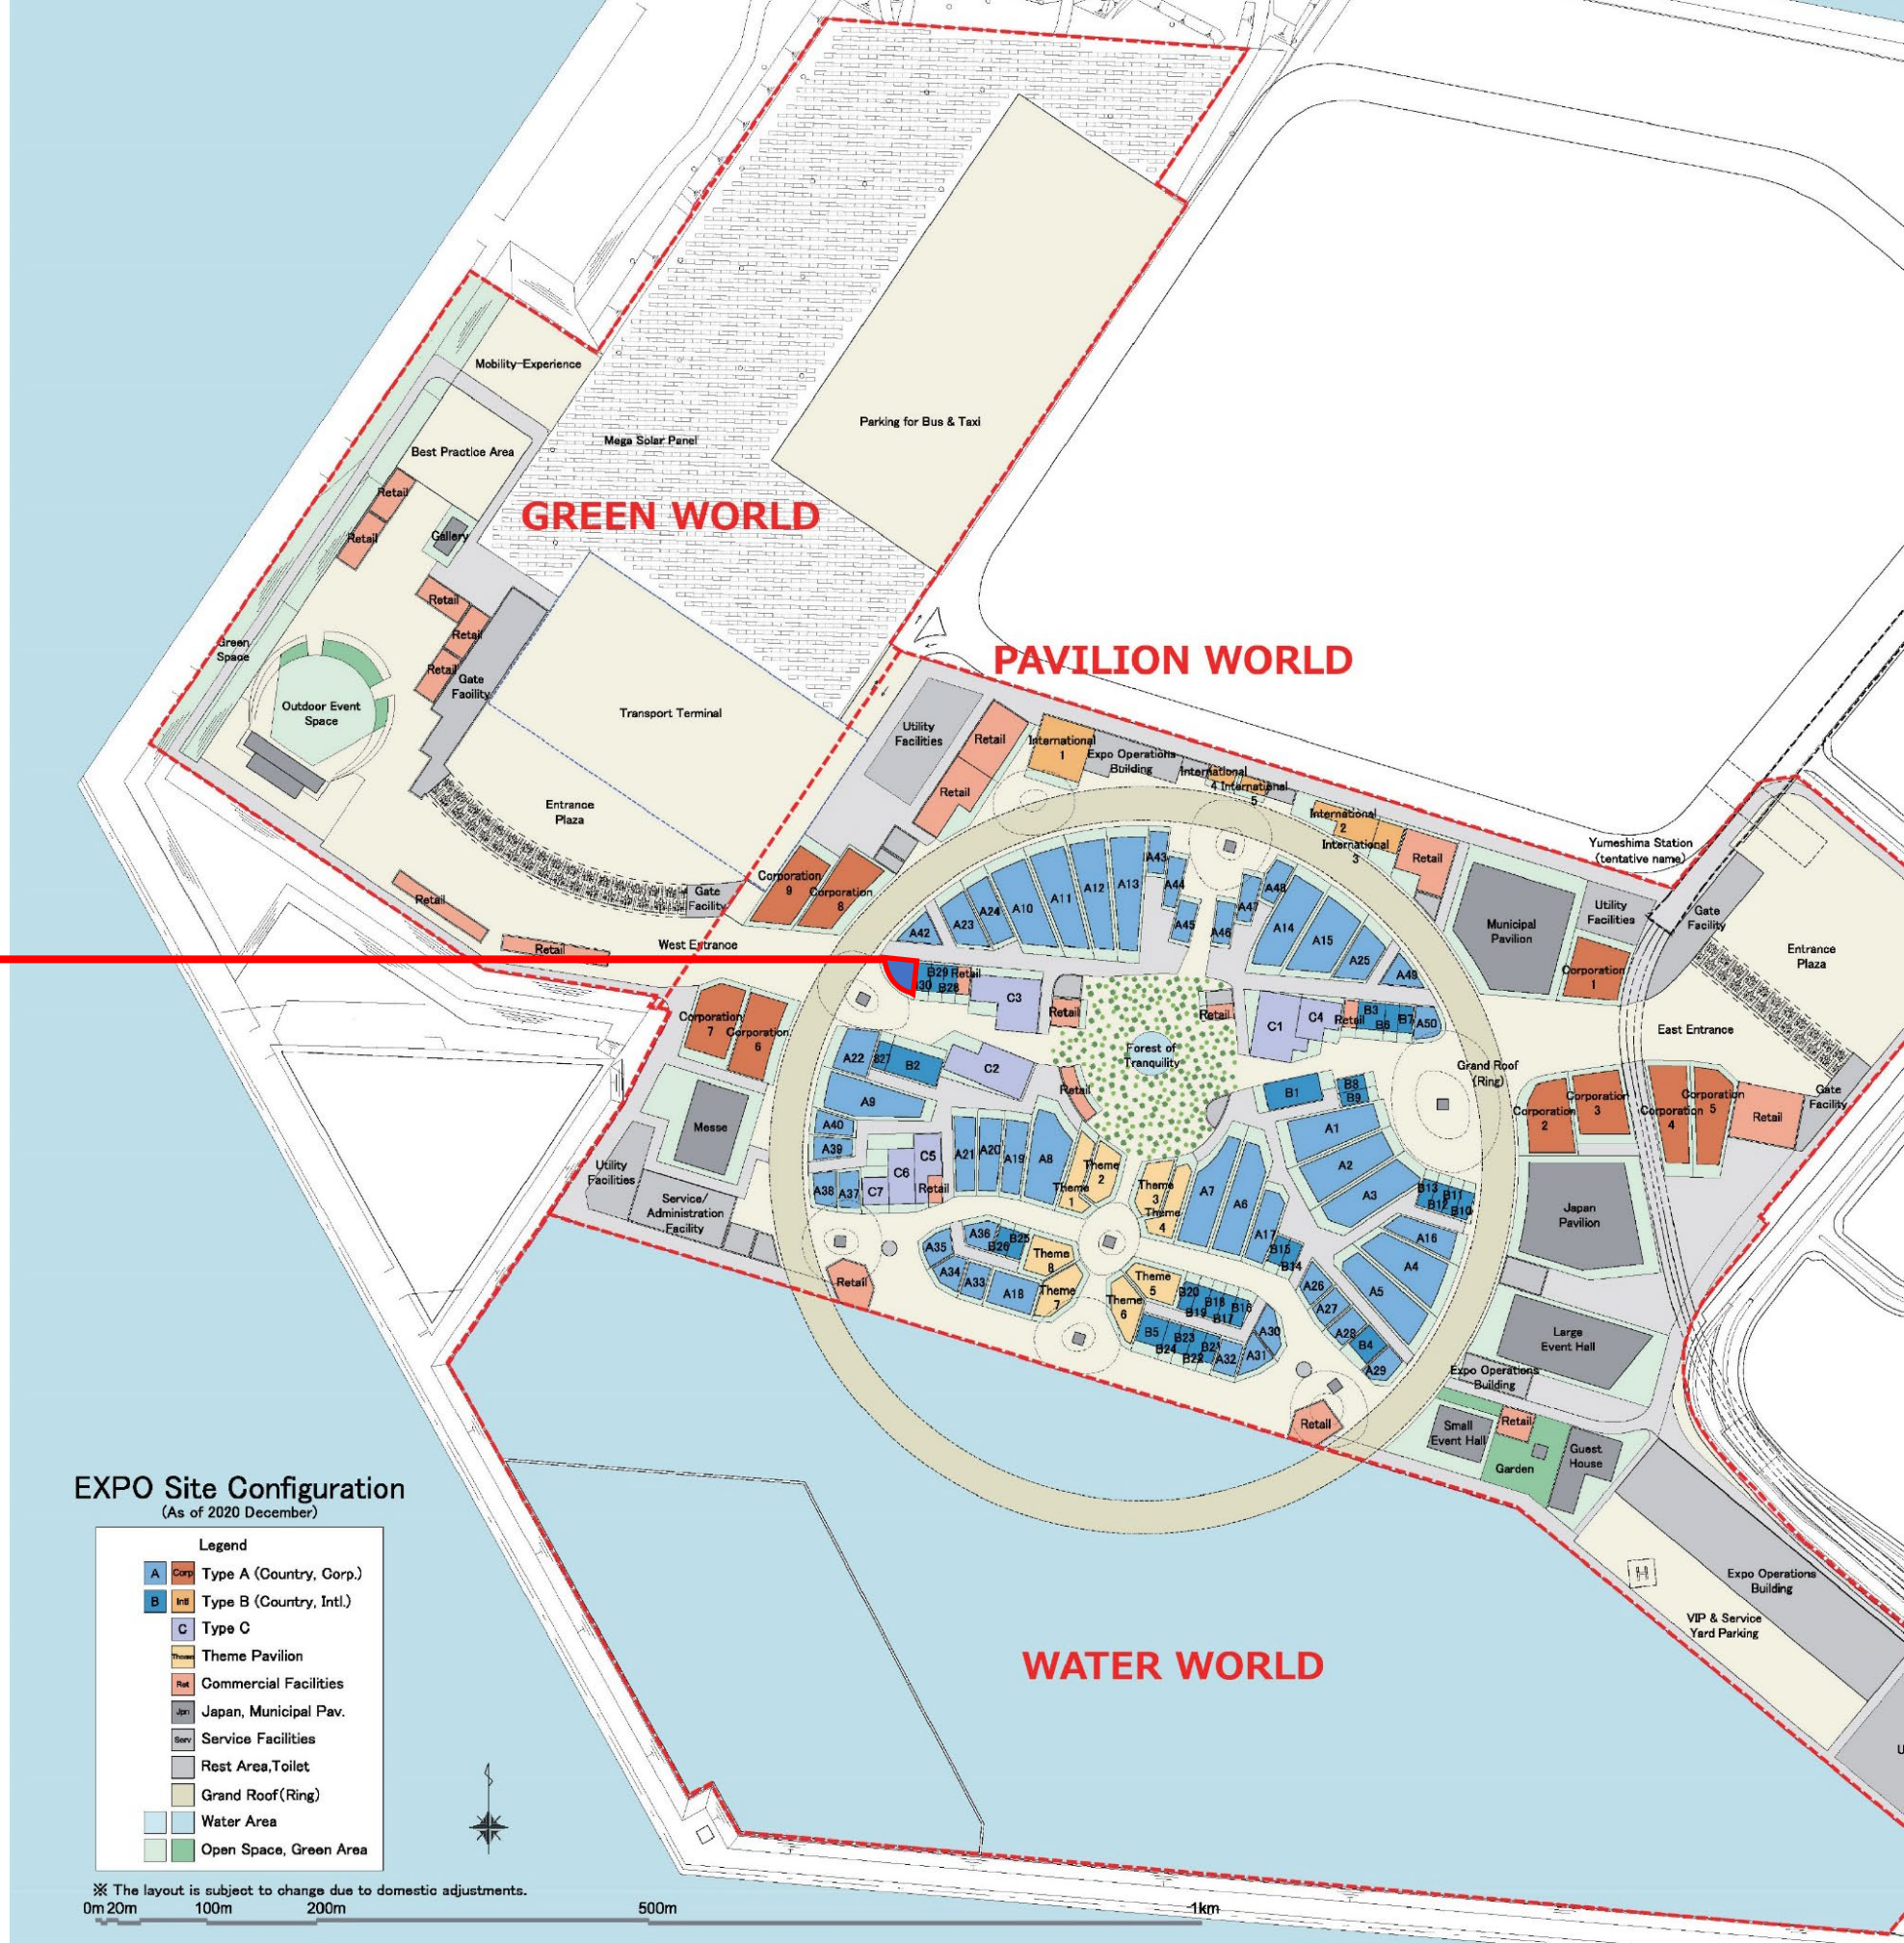 GREEN WORLD
Mobility Experience
Best Practice Area
Mega Solar Panel
Parking for Bus & Taxi
Retail
Retail
Gallery
Retail
Retail
Retail
Gate
Facility
Green
Space
Outdoor Event
Space
Transport Terminal
Entrance
Plaza
Gate
Facility
Retail
Retail
West Entrance
PAVILION WORLD
Utility
Facilities
Retail
Retail
International
1
Expo Operations
Building
International
4
International
5
International
2
International
3
Retail
Yumeshima Station
(tentative name)
Municipal
Pavilion
Utility
Facilities
Gate
Facility
Corporation
1
Entrance
Plaza
East Entrance
Gate
Facility
Corporation
9
Corporation
8
Corporation
7
Corporation
6
A42
A23
A24
A10
A11
A12
A13
A43
A44
A45
A46
A47
A48
A14
A15
A25
A49
B29
Retail
B30
B28
C3
Retail
Retail
C1
C4
Retail
B3
B6
B7
A50
Forest of
Tranquility
Retail
Grand Roof
(Ring)
A22
B27
B2
C2
A9
A40
A39
A38
A37
C7
C6
C5
Retail
A21
A20
A19
A8
Theme
1
Theme
2
Theme
3
Theme
4
A7
A6
A17
B15
B14
B1
B8
B9
A1
A2
A3
B13
B11
B12
B10
A16
A4
A5
A26
A27
A28
B4
A29
A35
A36
B26
B25
A34
A33
A18
Theme
8
Theme
7
Theme
5
Theme
6
B20
B18
B16
B19
B17
B5
B23
B21
B24
B22
A32
A31
A30
Retail
Retail
Messe
Utility
Facilities
Service/
Administration
Facility
Corporation
2
Corporation
3
Corporation
4
Corporation
5
Retail
Japan
Pavilion
Large
Event Hall
Expo Operations
Building
Small
Event Hall
Retail
Garden
Guest
House
H
Expo Operations
Building
VIP & Service
Yard Parking
WATER WORLD
EXPO Site Configuration
(As of 2020 December)
Legend
A Corp Type A (Country, Corp.)
B Intl Type B (Country, Intl.)
C Type C
Theme Theme Pavilion
Ret Commercial Facilities
Jpn Japan, Municipal Pav.
Serv Service Facilities
Rest Area,Toilet
Grand Roof(Ring)
Water Area
Open Space, Green Area
※ The layout is subject to change due to domestic adjustments.
0m 20m 100m 200m 500m 1km